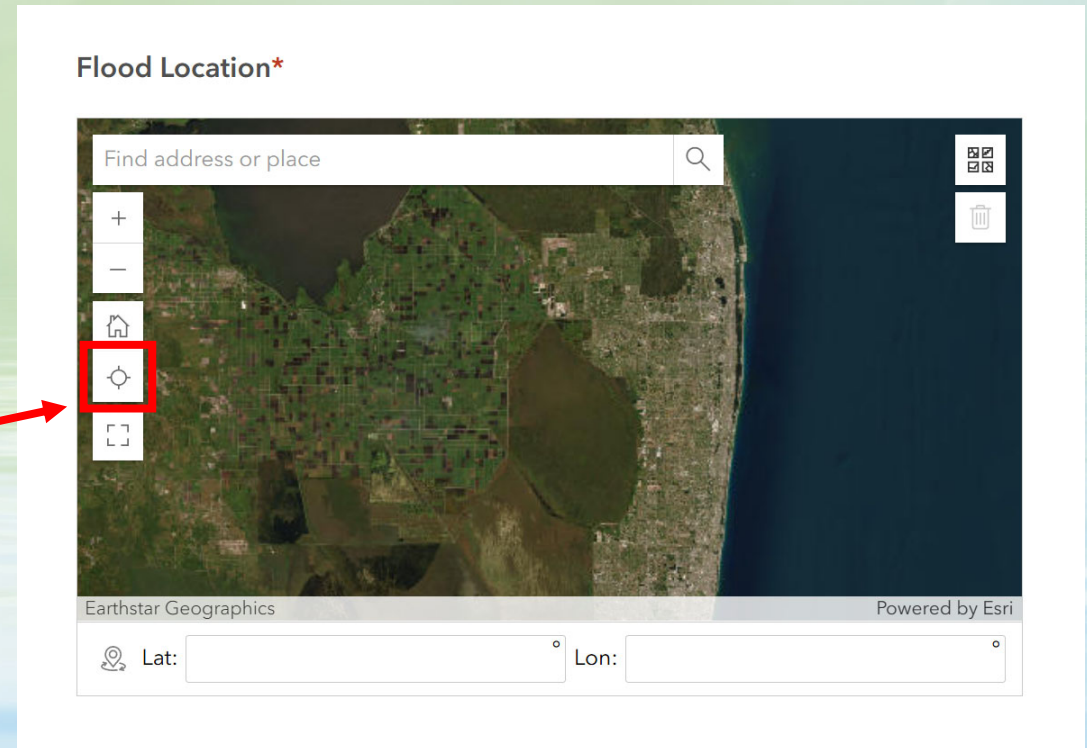 Flood Location*
Find address or place
+
−
Earthstar Geographics
Powered by Esri
Lat:
°
Lon:
°